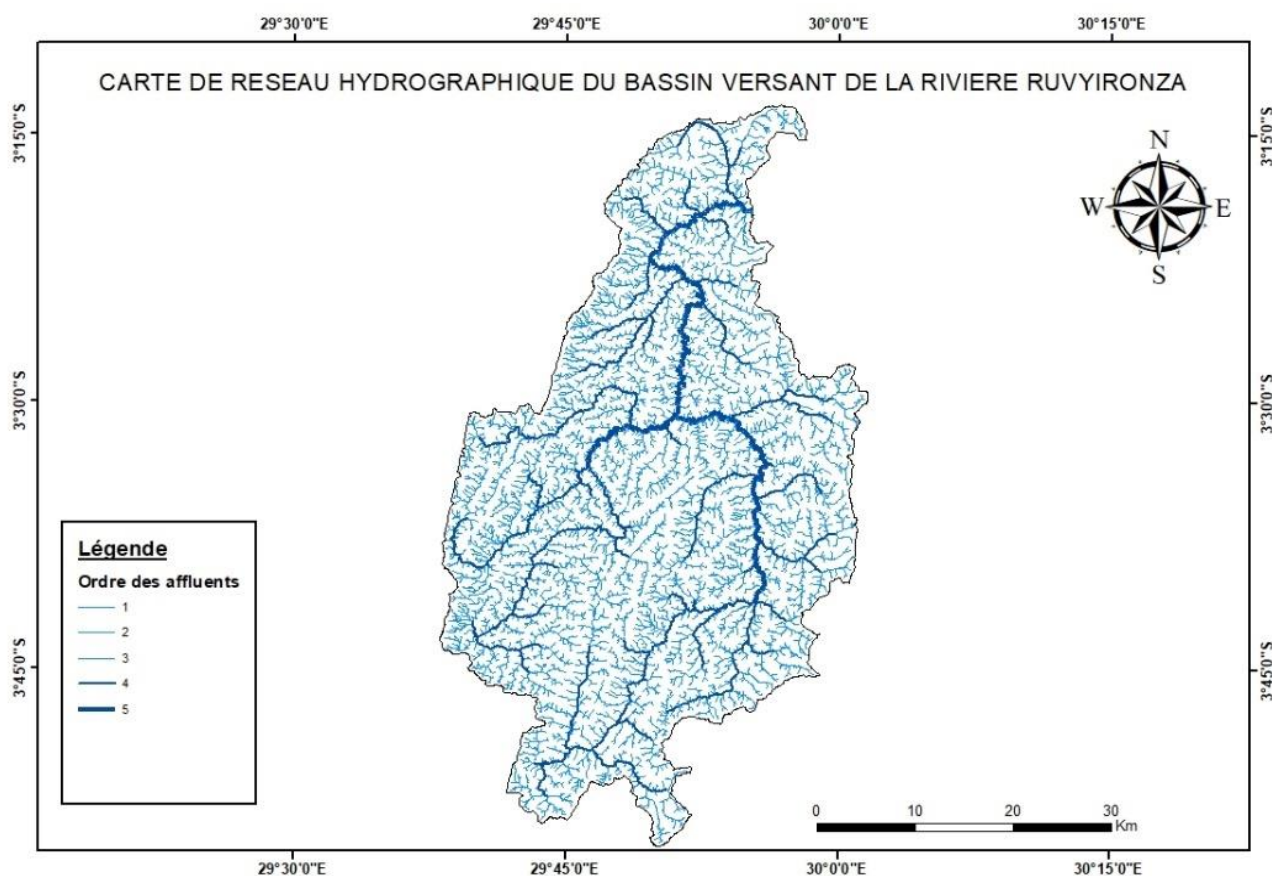 29°30'0"E 29°45'0"E 30°0'0"E 30°15'0"E
CARTE DE RESEAU HYDROGRAPHIQUE DU BASSIN VERSANT DE LA RIVIERE RUVYIRONZA
3°15'0"S 3°15'0"S
N
W E
S
3°30'0"S 3°30'0"S
Légende
Ordre des affluents
1
2
3
4
5
3°45'0"S 3°45'0"S
0 10 20 30
Km
29°30'0"E 29°45'0"E 30°0'0"E 30°15'0"E